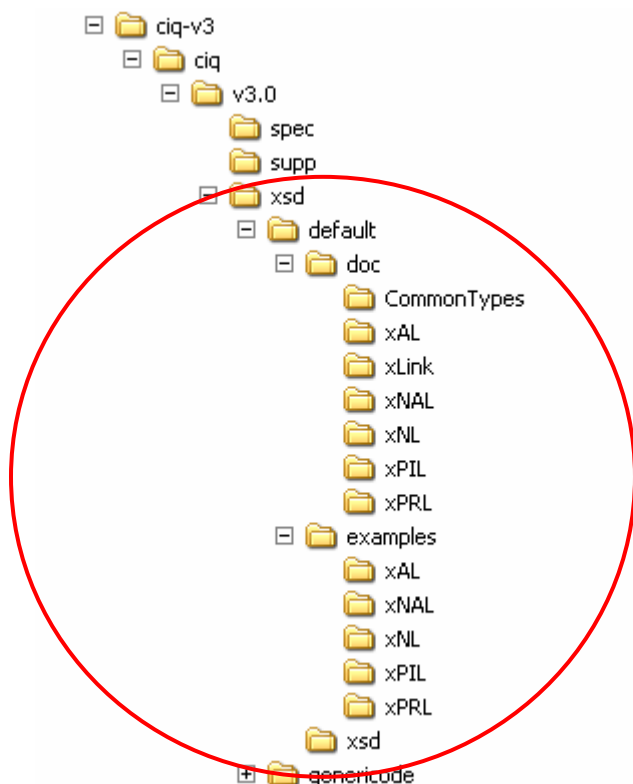 ciq-v3
ciq
v3.0
spec
supp
xsd
default
doc
CommonTypes
xAL
xLink
xNAL
xNL
xPIL
xPRL
examples
xAL
xNAL
xNL
xPIL
xPRL
xsd
genericode